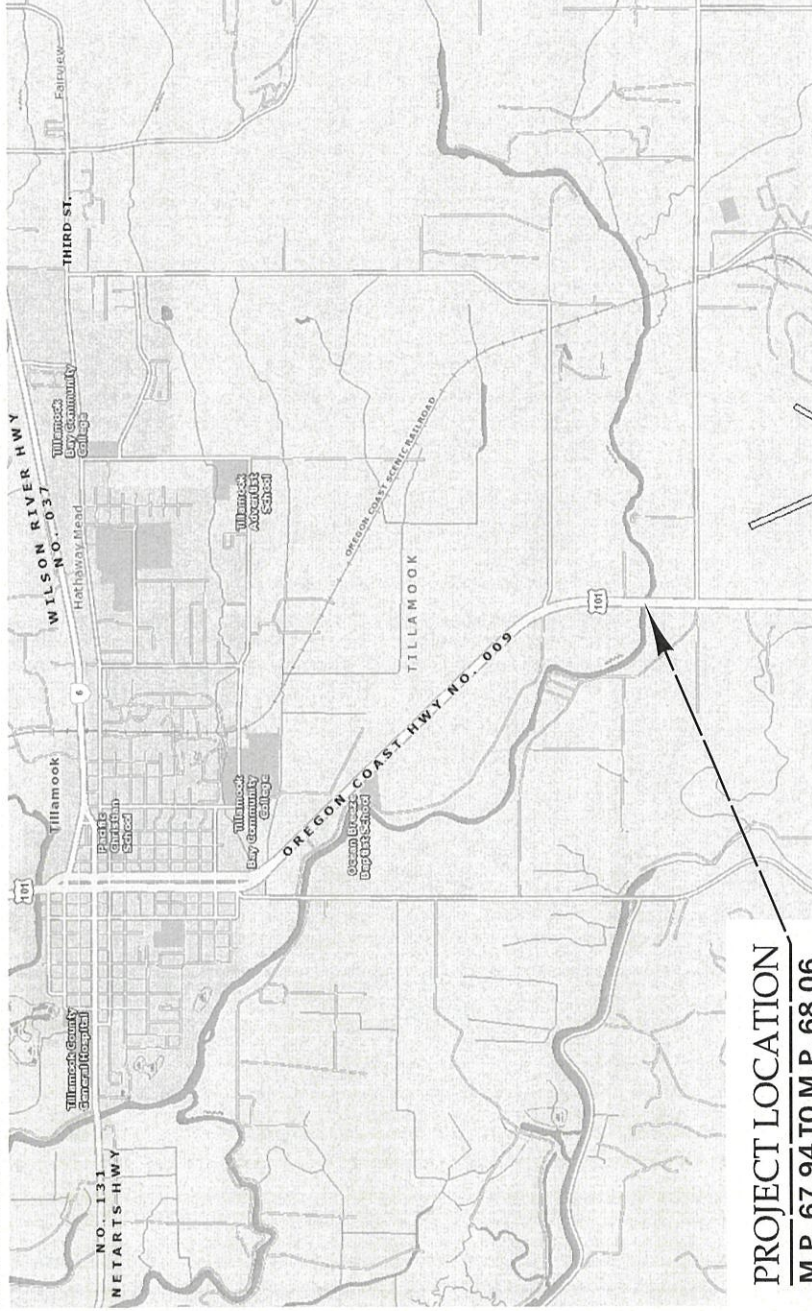 Fairview
THIRD ST.
WILSON RIVER HWY
NO. 037
Tillamook
Bay Community
College
Hathaway Mead
Tillamook
Adventist
School
OREGON COAST SCENIC RAILROAD
6
TILLAMOOK
101
Tillamook
Pacific
Christian
School
Tillamook
Bay Community
College
OREGON COAST HWY NO. 009
Ocean Breeze
Baptist School
101
Tillamook County
General Hospital
NO. 131
NETARTS HWY
PROJECT LOCATION
M.P. 67.94 TO M.P. 68.06